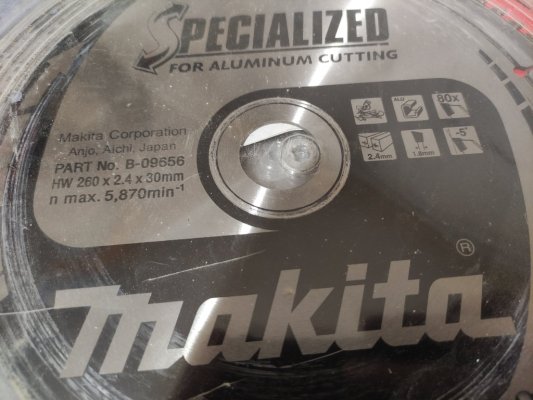 SPECIALIZED
FOR ALUMINUM CUTTING
Makita Corporation
Anjo, Aichi, Japan
PART No. B-09656
HW 260 x 2.4 x 30mm
n max. 5,870min⁻¹
ALU
80x
2.4mm
1.8mm
-5°
makita®